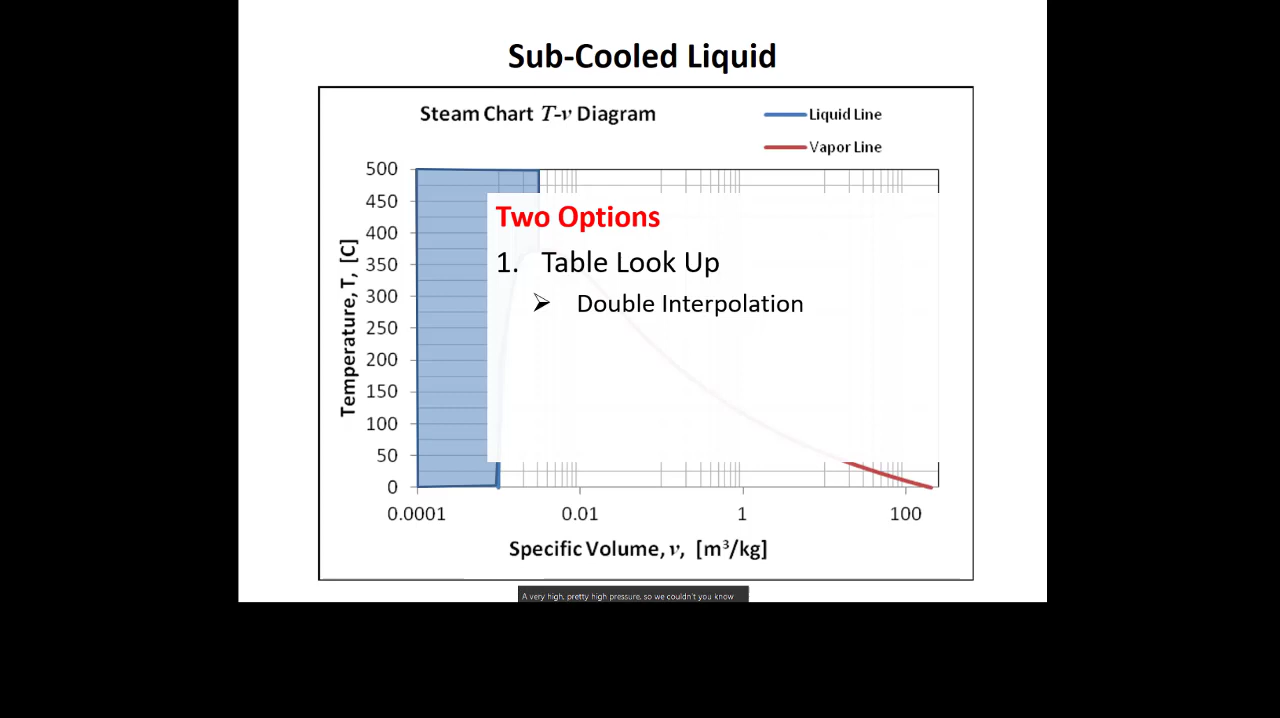 Sub-Cooled Liquid
Steam Chart T-v Diagram
Liquid Line
Vapor Line
500
450
400
350
300
250
200
150
100
50
0
Temperature, T, [C]
Two Options
1. Table Look Up
➢ Double Interpolation
0.0001 0.01 1 100
Specific Volume, v, [m³/kg]
A very high, pretty high pressure, so we couldn't you know